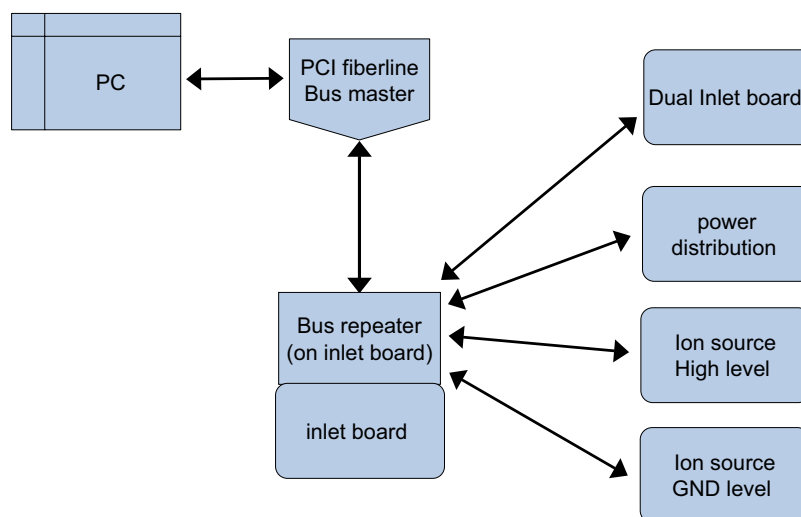 PC
PCI fiberline
Bus master
Dual Inlet board
power
distribution
Bus repeater
(on inlet board)
Ion source
High level
inlet board
Ion source
GND level